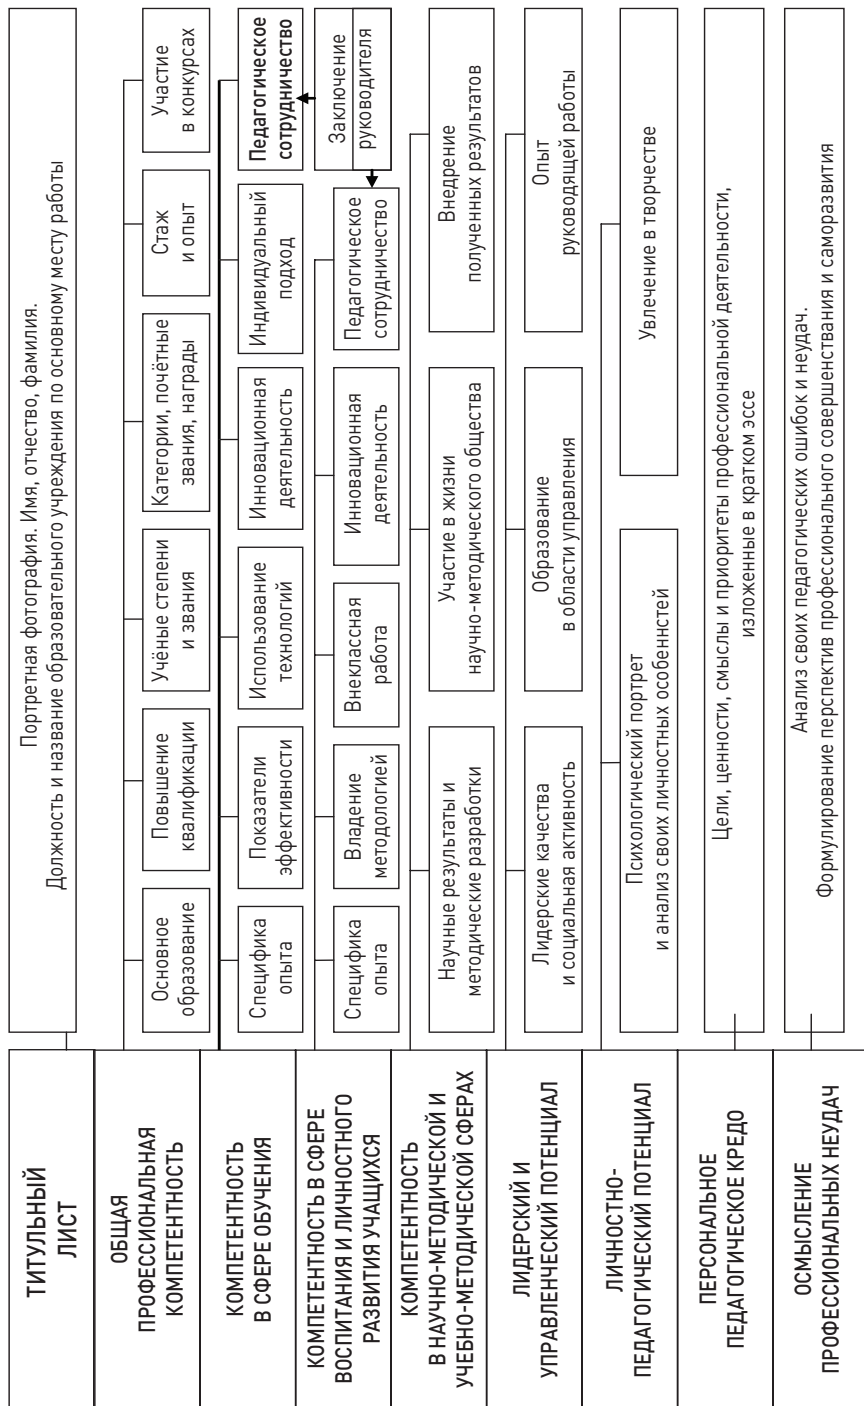 ТИТУЛЬНЫЙ
ЛИСТ
Портретная фотография. Имя, отчество, фамилия.
Должность и название образовательного учреждения по основному месту работы
ОБЩАЯ
ПРОФЕССИОНАЛЬНАЯ
КОМПЕТЕНТНОСТЬ
Основное
образование
Повышение
квалификации
Учёные степени
и звания
Категории, почётные
звания, награды
Стаж
и опыт
Участие
в конкурсах
КОМПЕТЕНТНОСТЬ
В СФЕРЕ ОБУЧЕНИЯ
Специфика
опыта
Показатели
эффективности
Использование
технологий
Инновационная
деятельность
Индивидуальный
подход
Педагогическое
сотрудничество
КОМПЕТЕНТНОСТЬ В СФЕРЕ
ВОСПИТАНИЯ И ЛИЧНОСТНОГО
РАЗВИТИЯ УЧАЩИХСЯ
Специфика
опыта
Владение
методологией
Внеклассная
работа
Инновационная
деятельность
Педагогическое
сотрудничество
Заключение
руководителя
КОМПЕТЕНТНОСТЬ
В НАУЧНО-МЕТОДИЧЕСКОЙ И
УЧЕБНО-МЕТОДИЧЕСКОЙ СФЕРАХ
Научные результаты и
методические разработки
Участие в жизни
научно-методического общества
Внедрение
полученных результатов
ЛИДЕРСКИЙ И
УПРАВЛЕНЧЕСКИЙ ПОТЕНЦИАЛ
Лидерские качества
и социальная активность
Образование
в области управления
Опыт
руководящей работы
ЛИЧНОСТНО-
ПЕДАГОГИЧЕСКИЙ ПОТЕНЦИАЛ
Психологический портрет
и анализ своих личностных особеннстей
Увлечение в творчестве
ПЕРСОНАЛЬНОЕ
ПЕДАГОГИЧЕСКОЕ КРЕДО
Цели, ценности, смыслы и приоритеты профессиональной деятельности,
изложенные в кратком эссе
ОСМЫСЛЕНИЕ
ПРОФЕССИОНАЛЬНЫХ НЕУДАЧ
Анализ своих педагогических ошибок и неудач.
Формулирование перспектив профессионального совершенствания и саморазвития